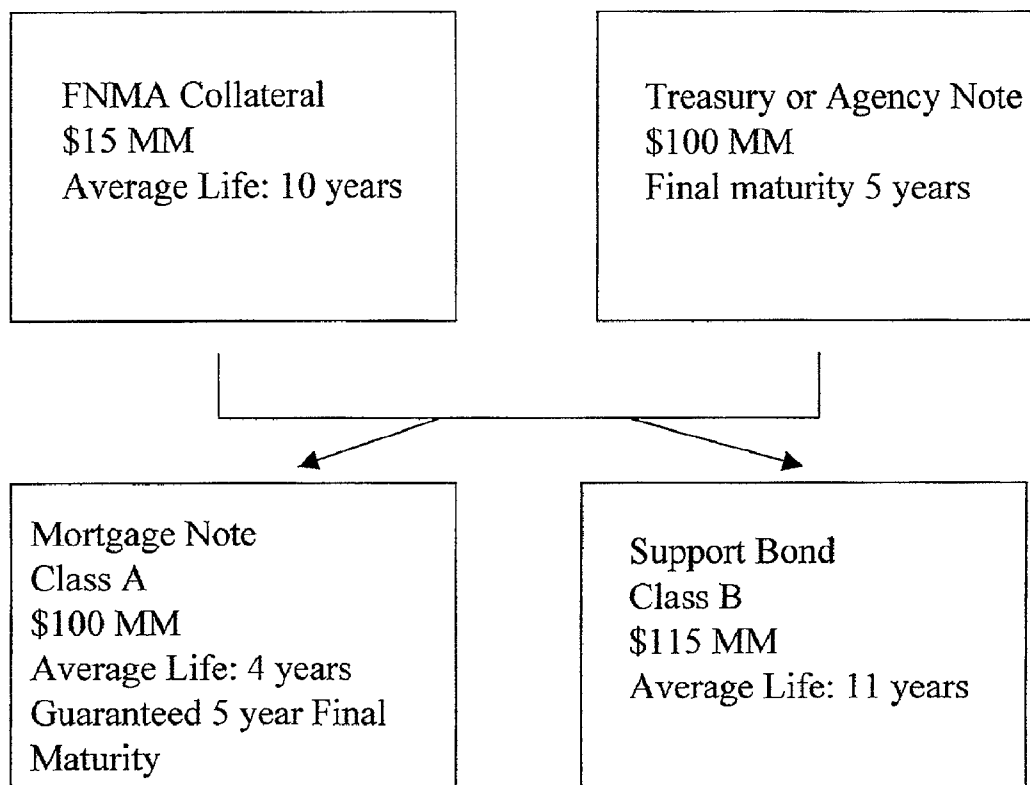 FNMA Collateral
$15 MM
Average Life: 10 years
Treasury or Agency Note
$100 MM
Final maturity 5 years
Mortgage Note
Class A
$100 MM
Average Life: 4 years
Guaranteed 5 year Final
Maturity
Support Bond
Class B
$115 MM
Average Life: 11 years